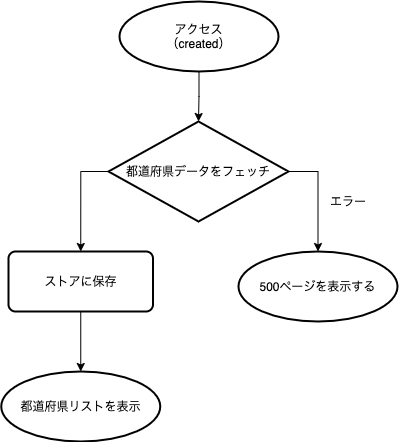 アクセス
(created)
都道府県データをフェッチ
エラー
ストアに保存
500ページを表示する
都道府県リストを表示